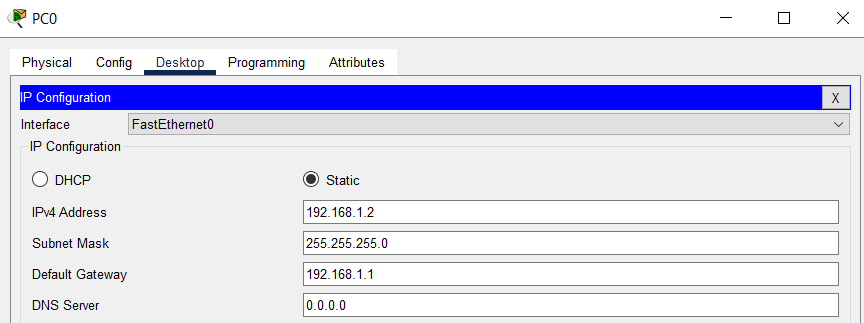 PC0
Physical Config Desktop Programming Attributes
IP Configuration X
Interface FastEthernet0
IP Configuration
DHCP Static
IPv4 Address 192.168.1.2
Subnet Mask 255.255.255.0
Default Gateway 192.168.1.1
DNS Server 0.0.0.0